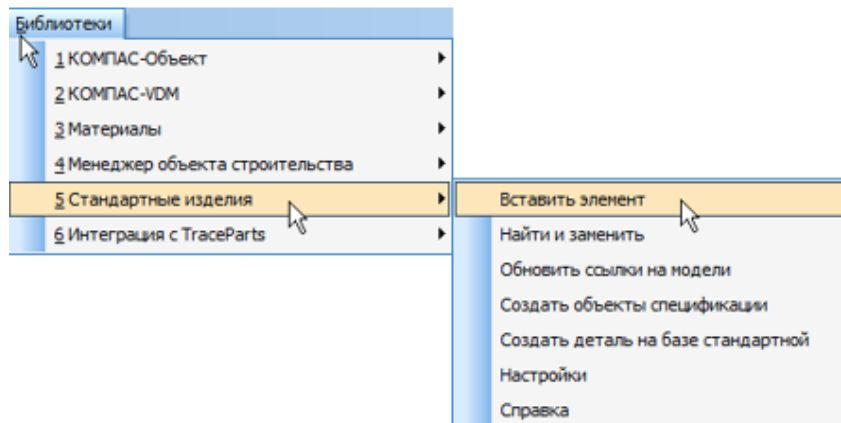 Библиотеки
1 КОМПАС-Объект
2 КОМПАС-VDM
3 Материалы
4 Менеджер объекта строительства
5 Стандартные изделия
6 Интеграция с TraceParts
Вставить элемент
Найти и заменить
Обновить ссылки на модели
Создать объекты спецификации
Создать деталь на базе стандартной
Настройки
Справка